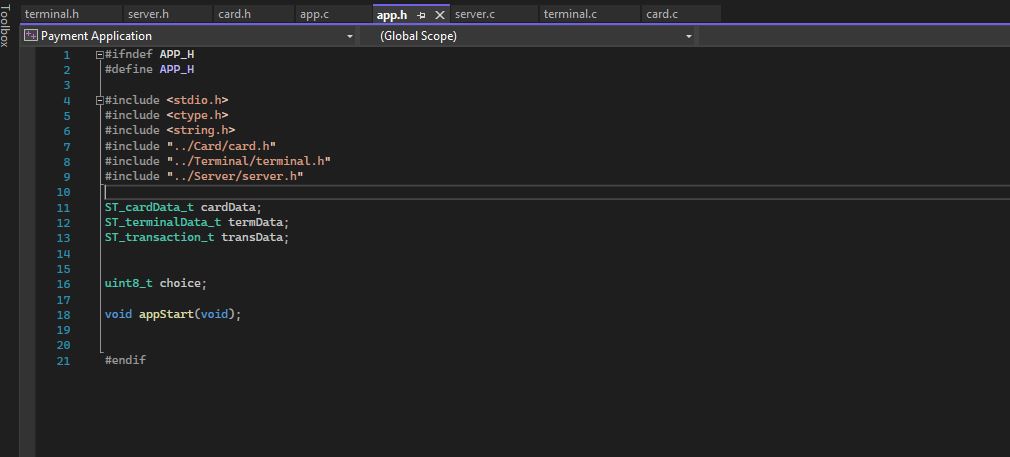 Toolbox
terminal.h server.h card.h app.c app.h server.c terminal.c card.c
Payment Application (Global Scope)
1 #ifndef APP_H
2 #define APP_H
3
4 #include <stdio.h>
5 #include <ctype.h>
6 #include <string.h>
7 #include "../Card/card.h"
8 #include "../Terminal/terminal.h"
9 #include "../Server/server.h"
10
11 ST_cardData_t cardData;
12 ST_terminalData_t termData;
13 ST_transaction_t transData;
14
15
16 uint8_t choice;
17
18 void appStart(void);
19
20
21 #endif